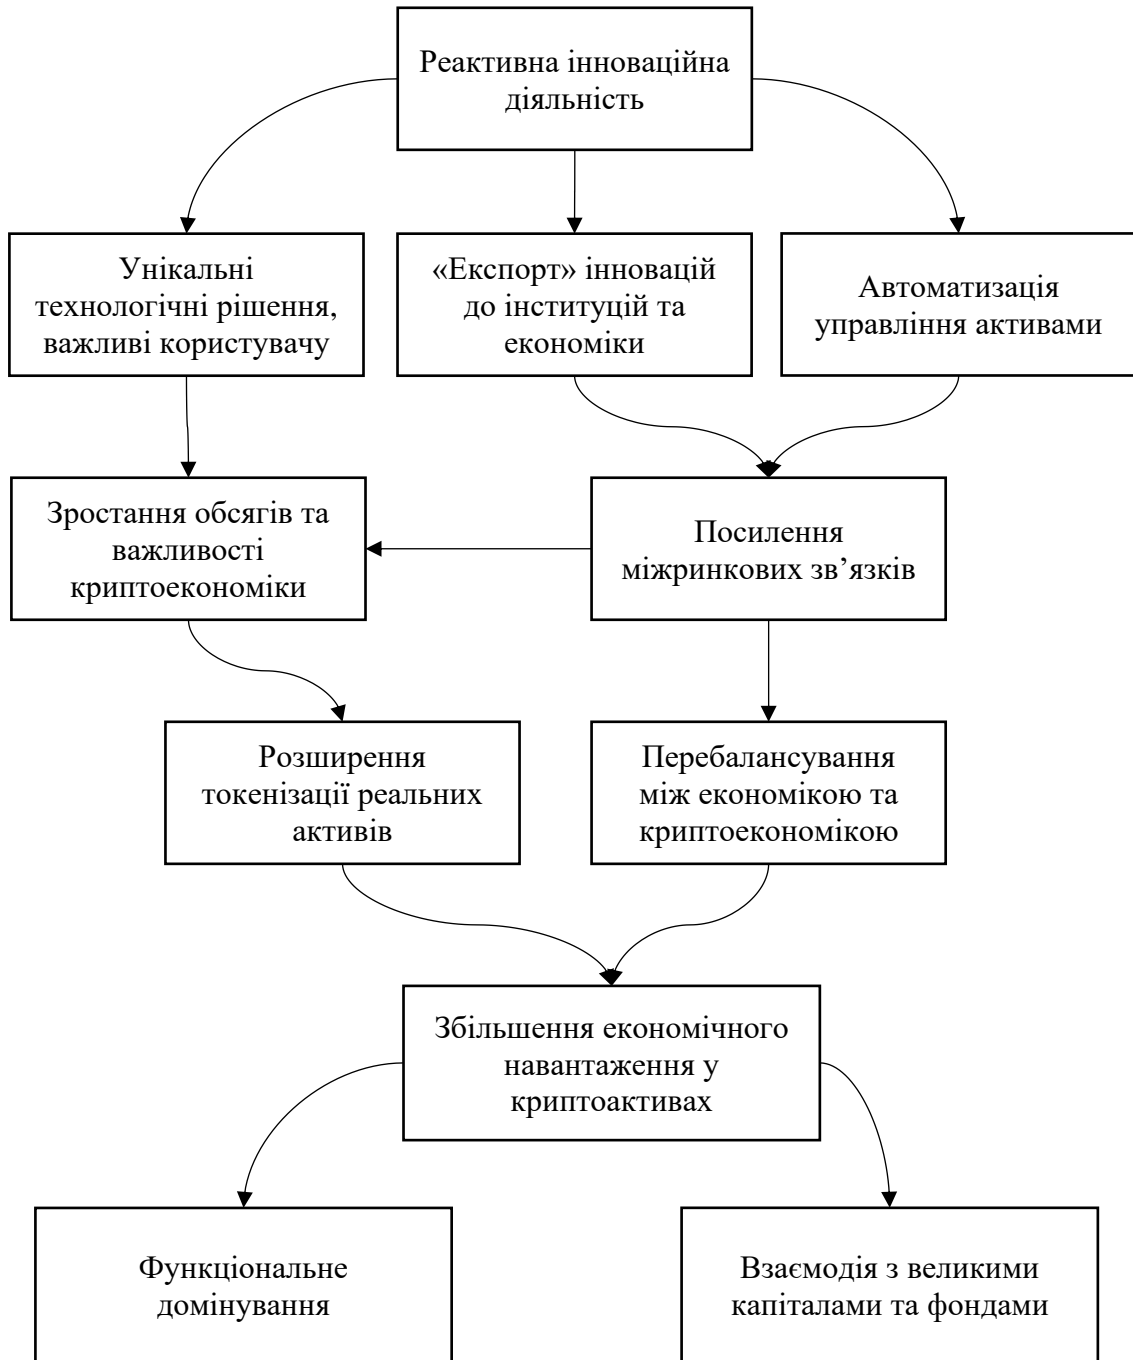 Реактивна інноваційна
діяльність
Унікальні
технологічні рішення,
важливі користувачу
«Експорт» інновацій
до інституцій та
економіки
Автоматизація
управління активами
Зростання обсягів та
важливості
криптоекономіки
Посилення
міжринкових зв’язків
Розширення
токенізації реальних
активів
Перебалансування
між економікою та
криптоекономікою
Збільшення економічного
навантаження у
криптоактивах
Функціональне
домінування
Взаємодія з великими
капіталами та фондами